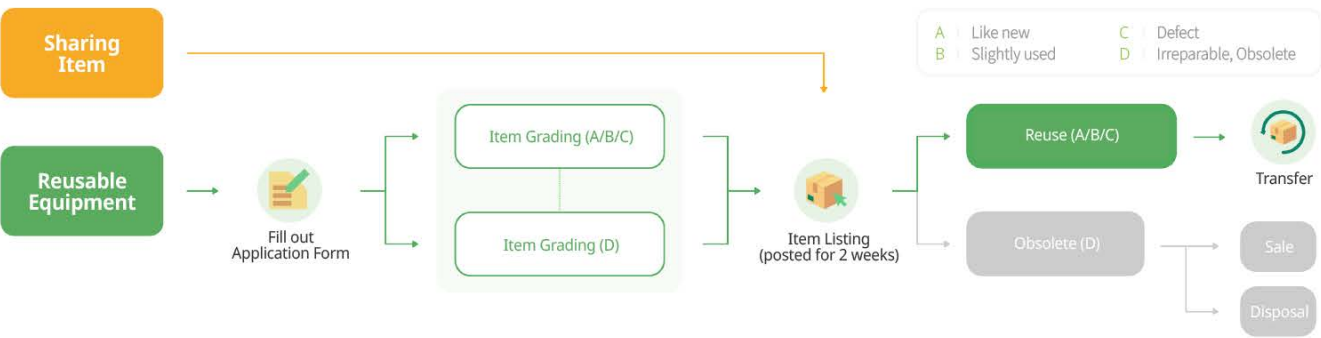 Sharing
Item
A Like new
B Slightly used
C Defect
D Irreparable, Obsolete
Reusable
Equipment
Fill out
Application Form
Item Grading (A/B/C)
Item Grading (D)
Item Listing
(posted for 2 weeks)
Reuse (A/B/C)
Transfer
Obsolete (D)
Sale
Disposal